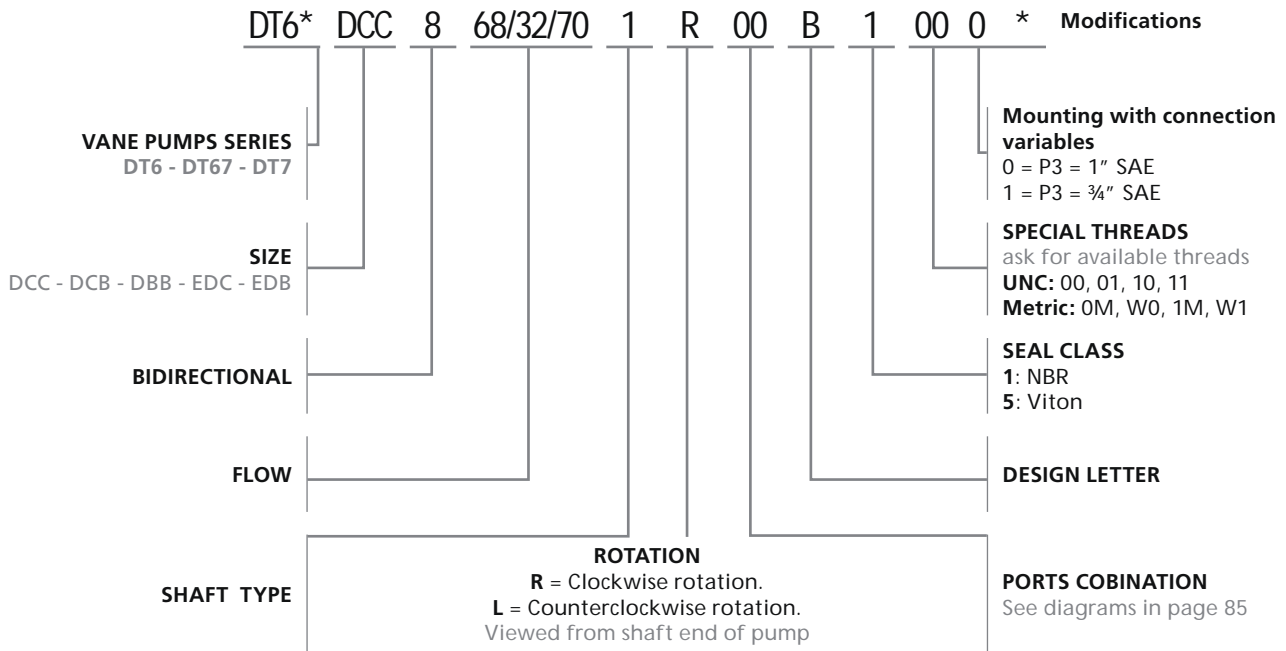 DT6* DCC 8 68/32/70 1 R 00 B 1 00 0 * Modifications
VANE PUMPS SERIES
DT6 - DT67 - DT7
SIZE
DCC - DCB - DBB - EDC - EDB
BIDIRECTIONAL
FLOW
SHAFT TYPE
ROTATION
R = Clockwise rotation.
L = Counterclockwise rotation.
Viewed from shaft end of pump
Mounting with connection
variables
0 = P3 = 1” SAE
1 = P3 = ¾” SAE
SPECIAL THREADS
ask for available threads
UNC: 00, 01, 10, 11
Metric: 0M, W0, 1M, W1
SEAL CLASS
1: NBR
5: Viton
DESIGN LETTER
PORTS COBINATION
See diagrams in page 85